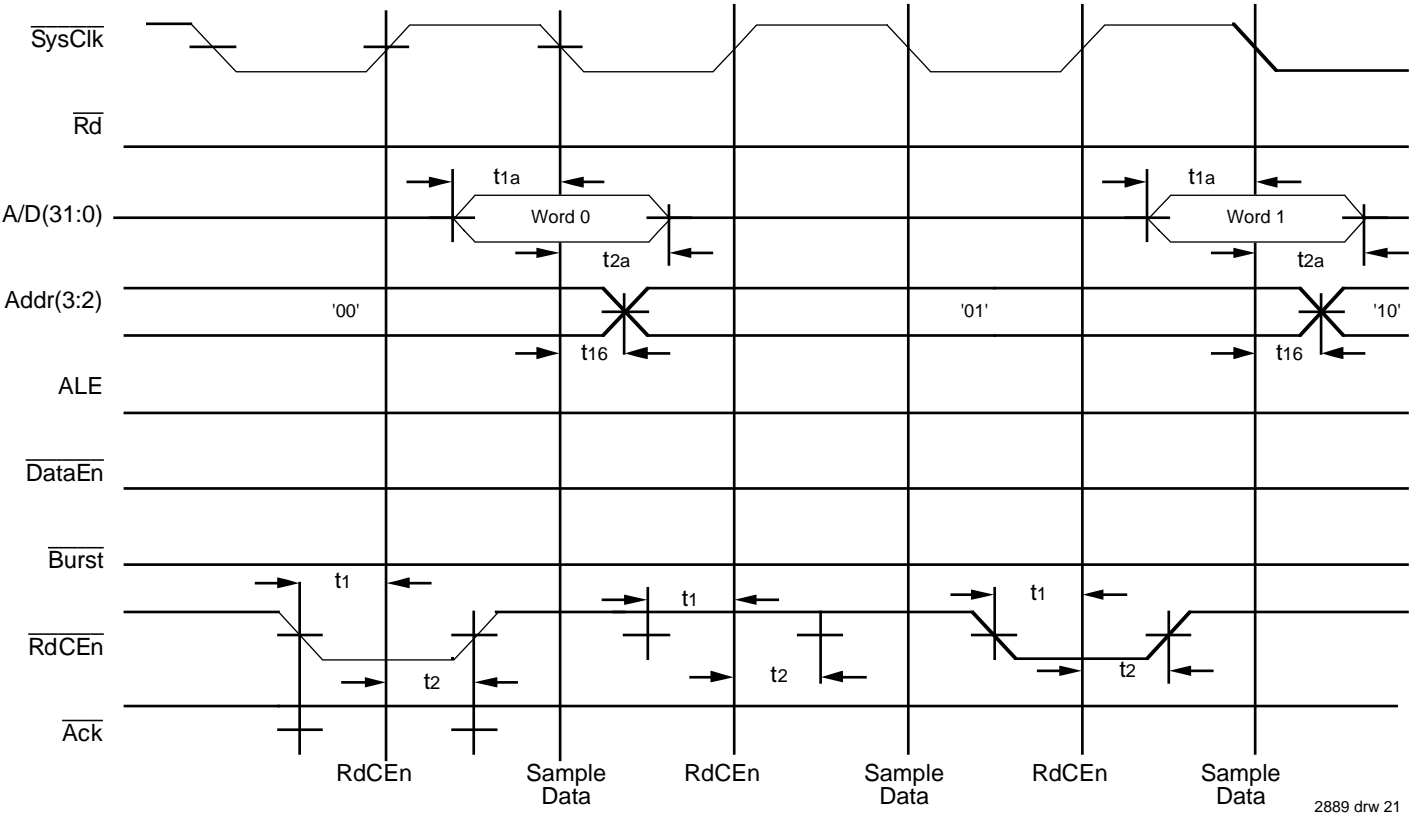 SysClk
Rd
t1a
t1a
A/D(31:0)
Word 0
Word 1
t2a
t2a
Addr(3:2)
'00'
'01'
'10'
t16
t16
ALE
DataEn
Burst
t1
t1
t1
RdCEn
t2
t2
t2
Ack
RdCEn
Sample
Data
RdCEn
Sample
Data
RdCEn
Sample
Data
2889 drw 21